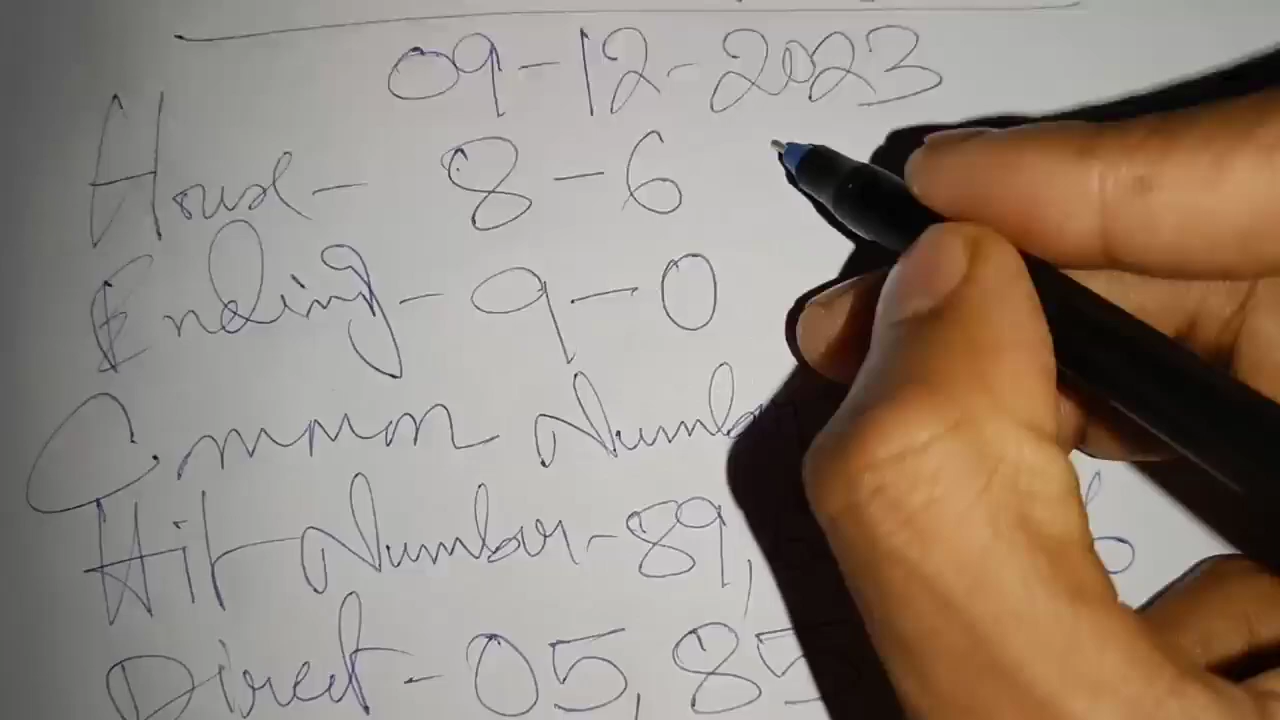 09-12-2023
House- 8-6
Ending- 9-0
Common Numb
Hit Number-89,
Direct-05, 85